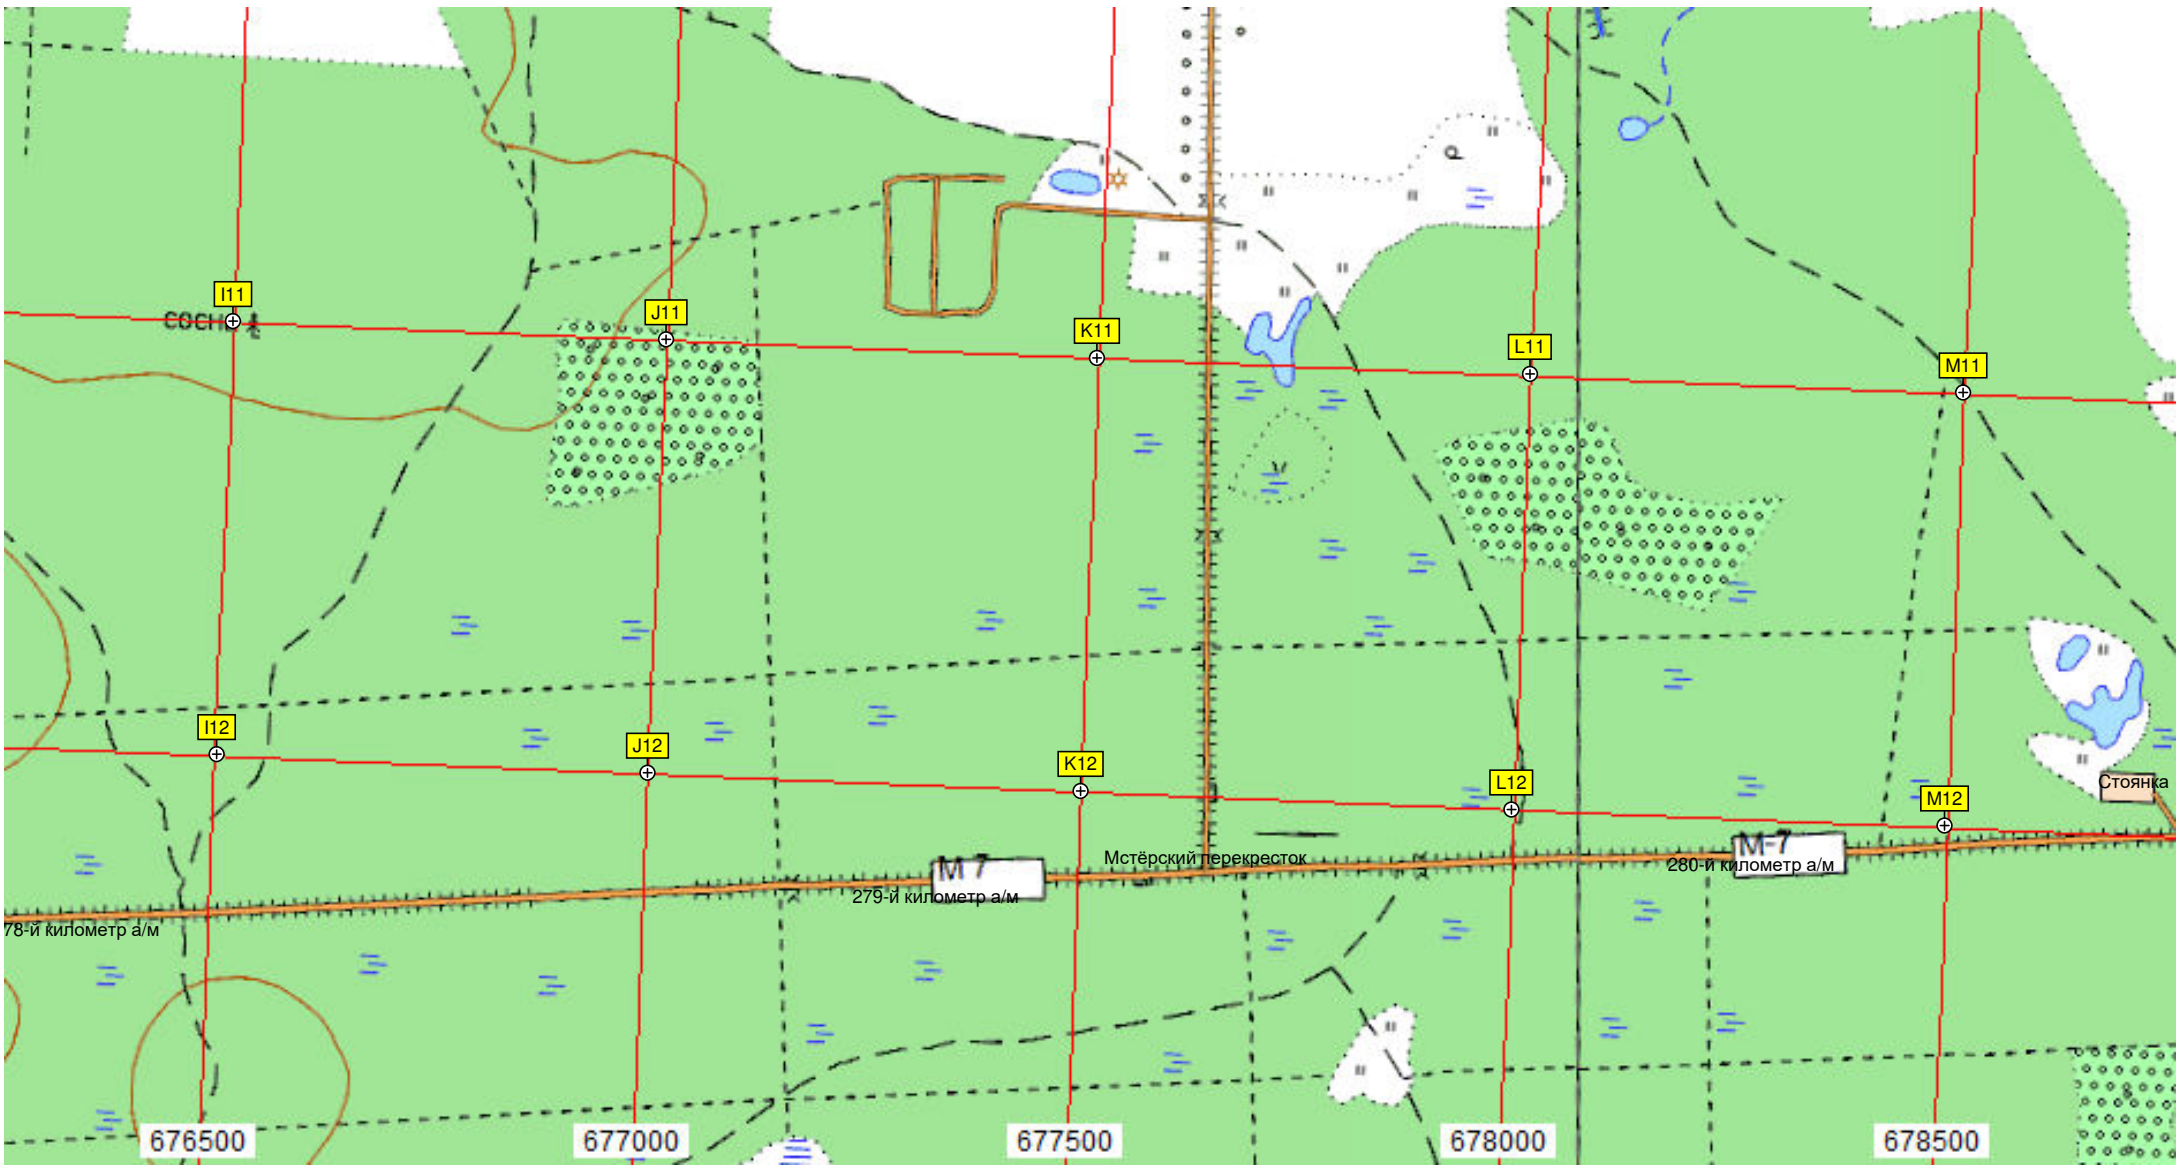 I11
J11
K11
L11
M11
СОСНА
I12
J12
K12
L12
M12
Стоянка
М 7
Мстёрский перекресток
М-7
280-й километр а/м
279-й километр а/м
78-й километр а/м
676500
677000
677500
678000
678500